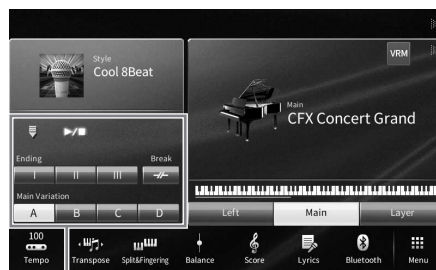 Style
Cool 8Beat
VRM
Main
CFX Concert Grand
Ending
Break
I
II
III
Main Variation
A
B
C
D
Left
Main
Layer
100
Tempo
Transpose
Split&Fingering
Balance
Score
Lyrics
Bluetooth
Menu